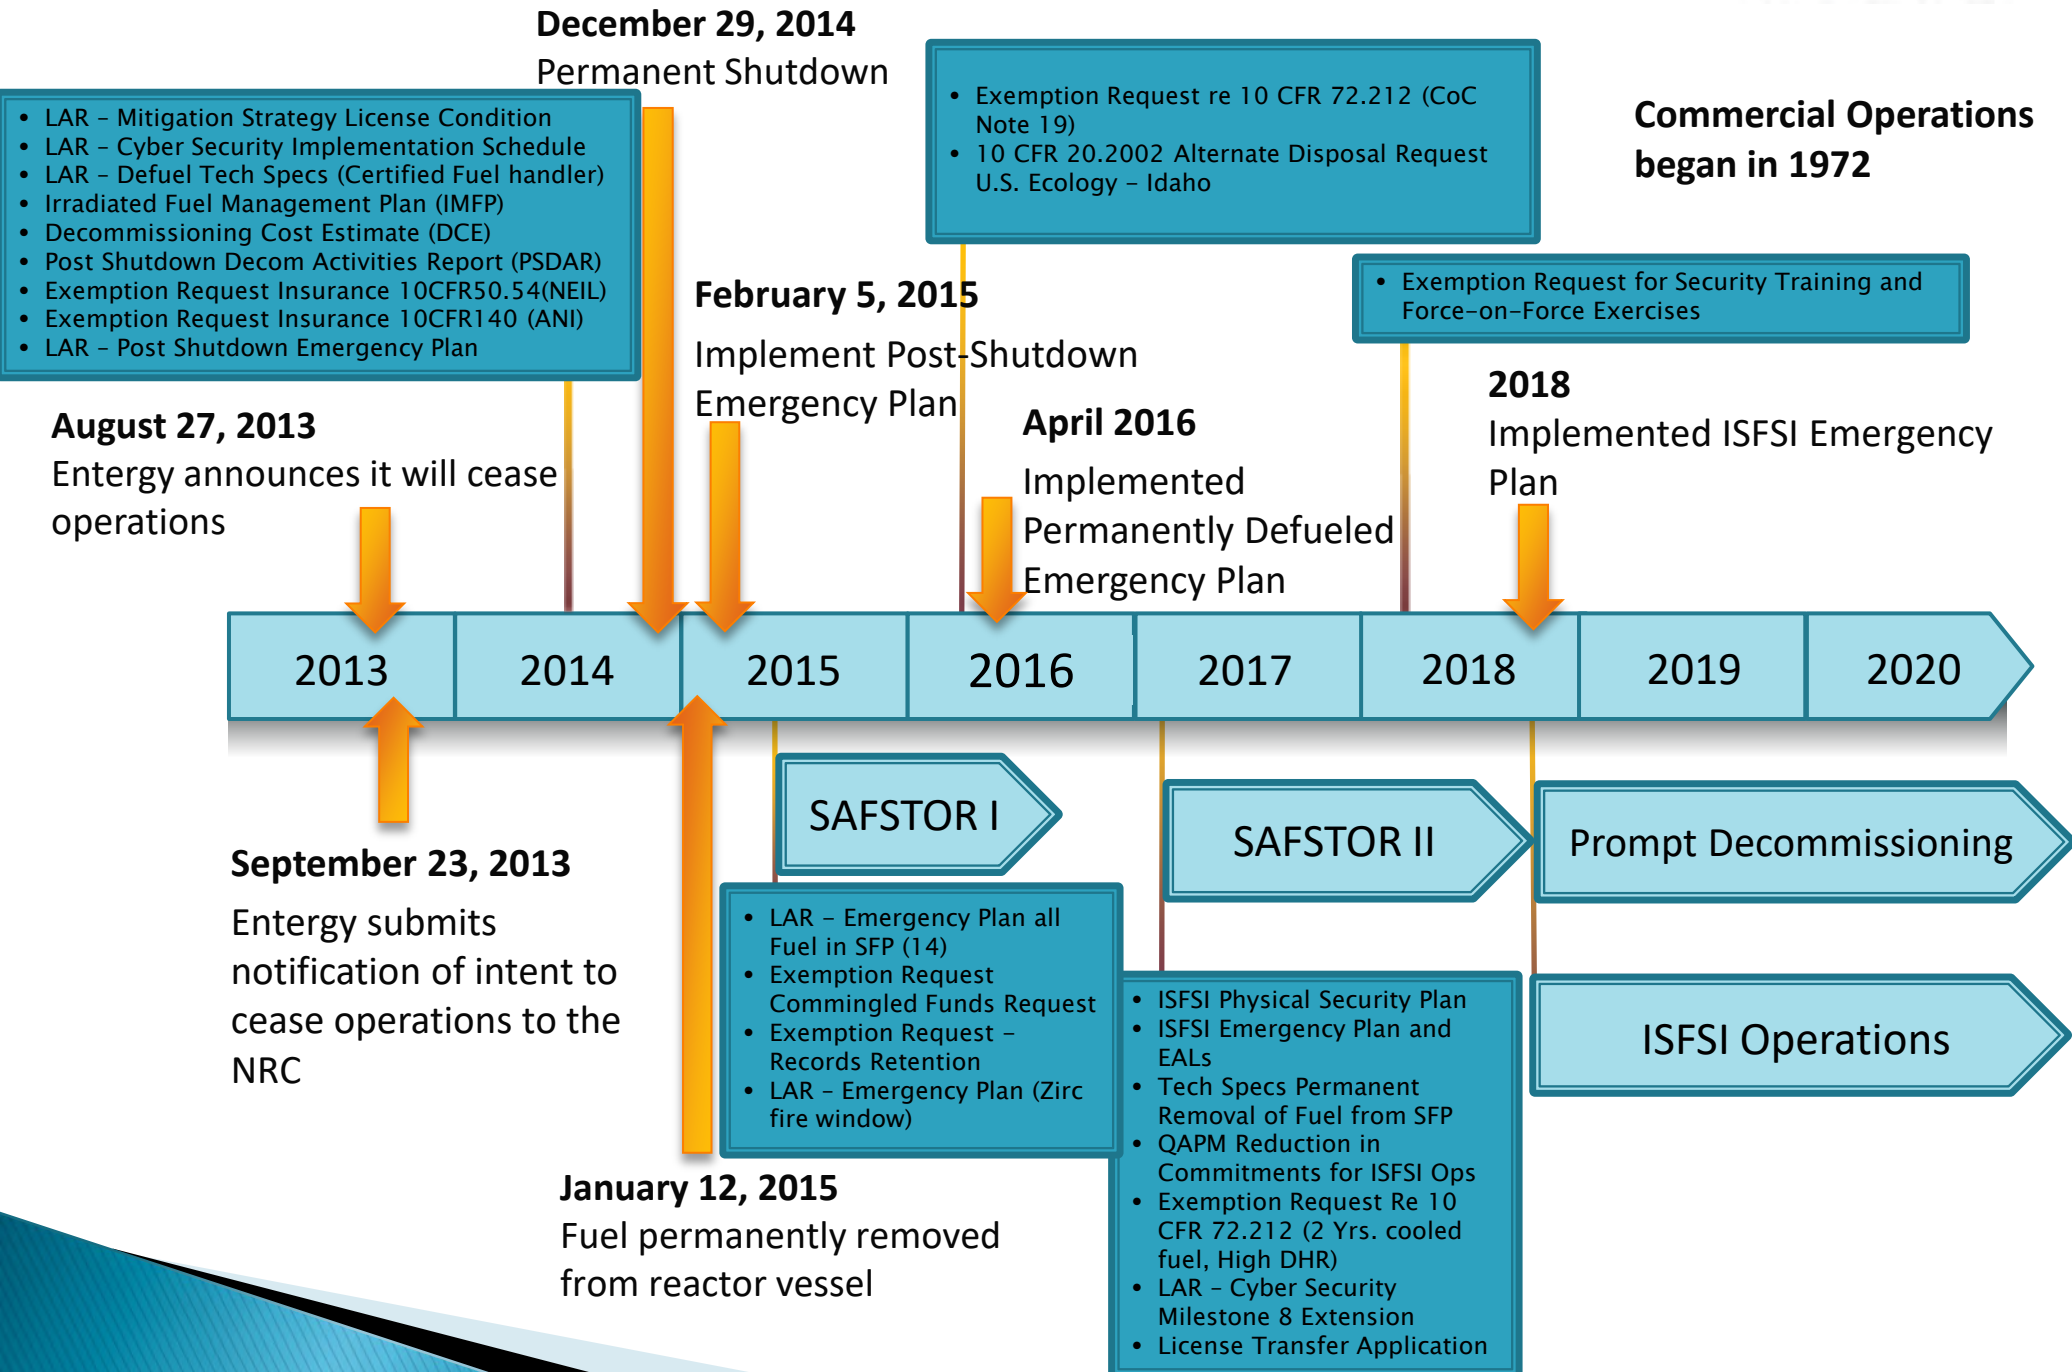 December 29, 2014
Permanent Shutdown
• LAR – Mitigation Strategy License Condition
• LAR – Cyber Security Implementation Schedule
• LAR – Defuel Tech Specs (Certified Fuel handler)
• Irradiated Fuel Management Plan (IMFP)
• Decommissioning Cost Estimate (DCE)
• Post Shutdown Decom Activities Report (PSDAR)
• Exemption Request Insurance 10CFR50.54(NEIL)
• Exemption Request Insurance 10CFR140 (ANI)
• LAR – Post Shutdown Emergency Plan
• Exemption Request re 10 CFR 72.212 (CoC
Note 19)
• 10 CFR 20.2002 Alternate Disposal Request
U.S. Ecology – Idaho
Commercial Operations
began in 1972
• Exemption Request for Security Training and
Force-on-Force Exercises
February 5, 2015
Implement Post-Shutdown
Emergency Plan
August 27, 2013
Entergy announces it will cease
operations
April 2016
Implemented
Permanently Defueled
Emergency Plan
2018
Implemented ISFSI Emergency
Plan
2013
2014
2015
2016
2017
2018
2019
2020
SAFSTOR I
SAFSTOR II
Prompt Decommissioning
ISFSI Operations
September 23, 2013
Entergy submits
notification of intent to
cease operations to the
NRC
• LAR – Emergency Plan all
Fuel in SFP (14)
• Exemption Request
Commingled Funds Request
• Exemption Request –
Records Retention
• LAR – Emergency Plan (Zirc
fire window)
• ISFSI Physical Security Plan
• ISFSI Emergency Plan and
EALs
• Tech Specs Permanent
Removal of Fuel from SFP
• QAPM Reduction in
Commitments for ISFSI Ops
• Exemption Request Re 10
CFR 72.212 (2 Yrs. cooled
fuel, High DHR)
• LAR – Cyber Security
Milestone 8 Extension
• License Transfer Application
January 12, 2015
Fuel permanently removed
from reactor vessel